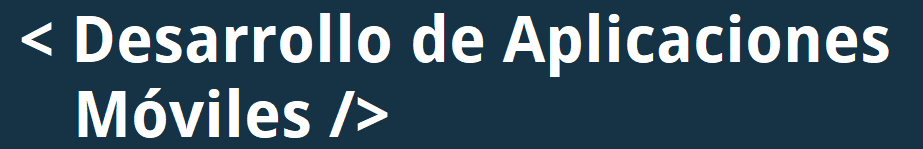 < Desarrollo de Aplicaciones
Móviles />